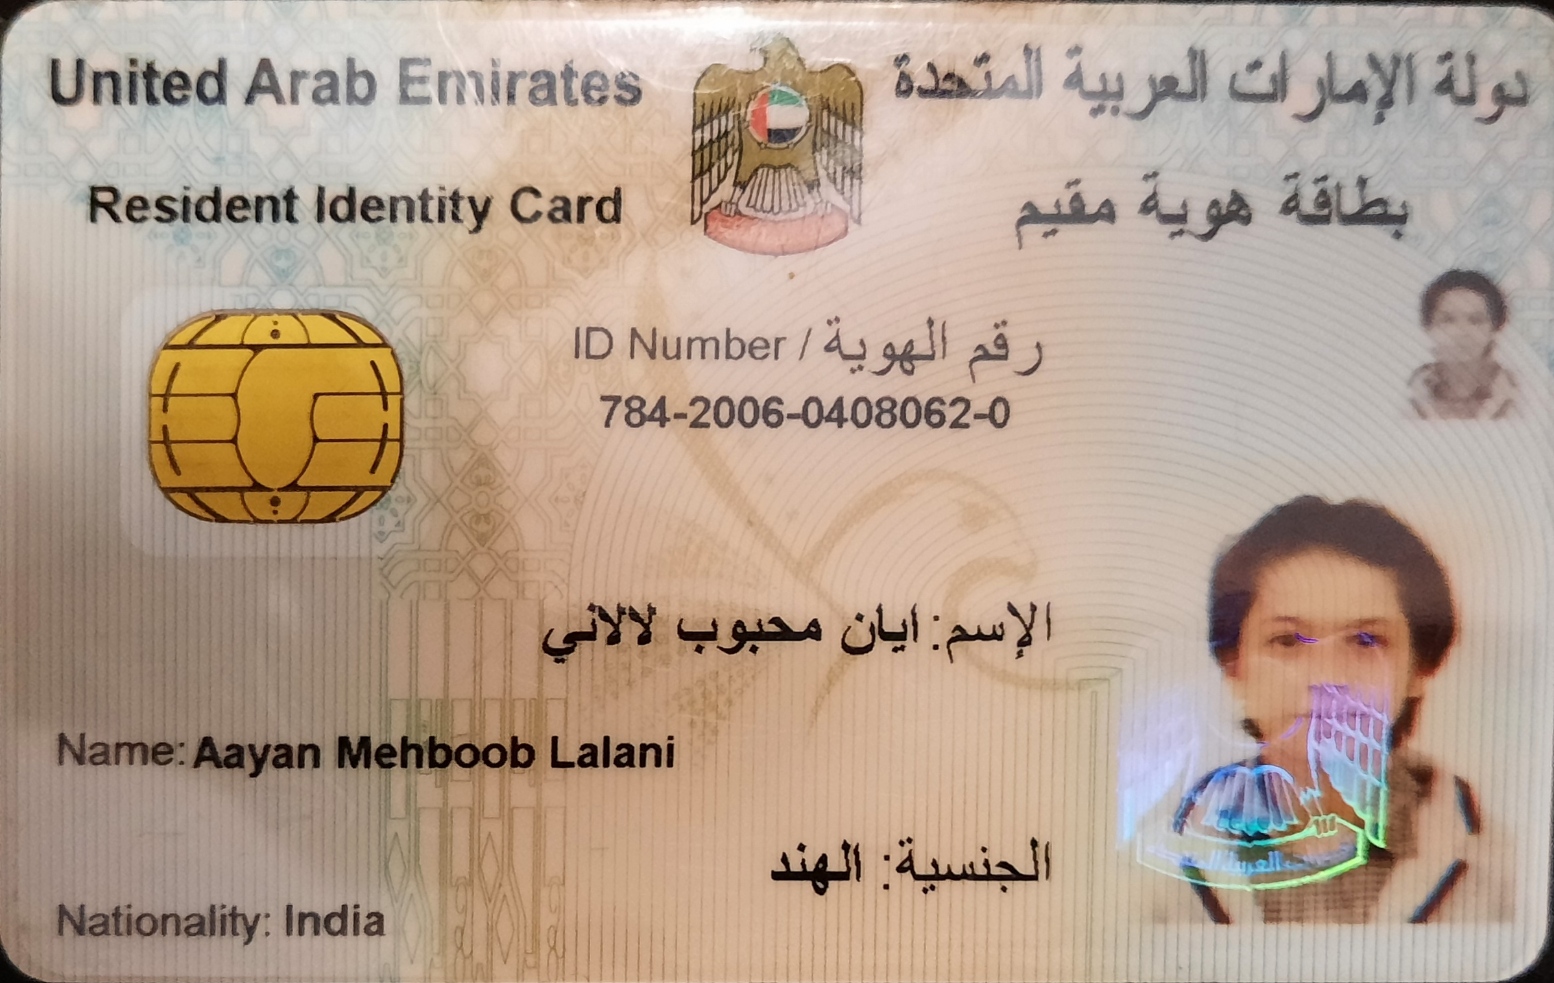 United Arab Emirates
دولة الإمارات العربية المتحدة
Resident Identity Card
بطاقة هوية مقيم
ID Number / رقم الهوية
784-2006-0408062-0
الإسم: ايان محبوب لالاني
Name: Aayan Mehboob Lalani
الجنسية: الهند
Nationality: India